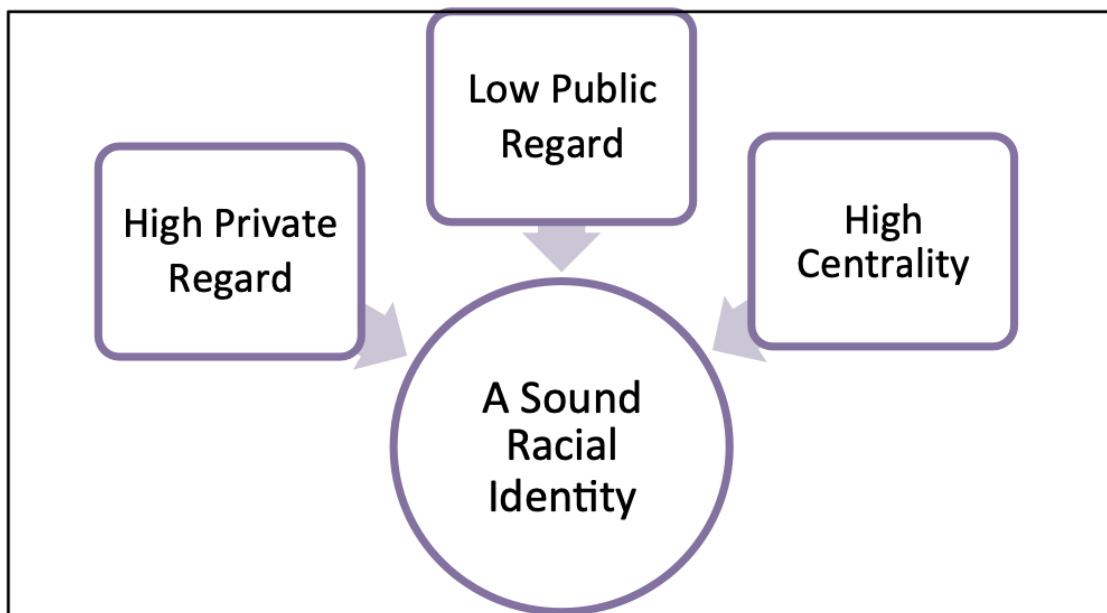 Low Public
Regard
High Private
Regard
High
Centrality
A Sound
Racial
Identity